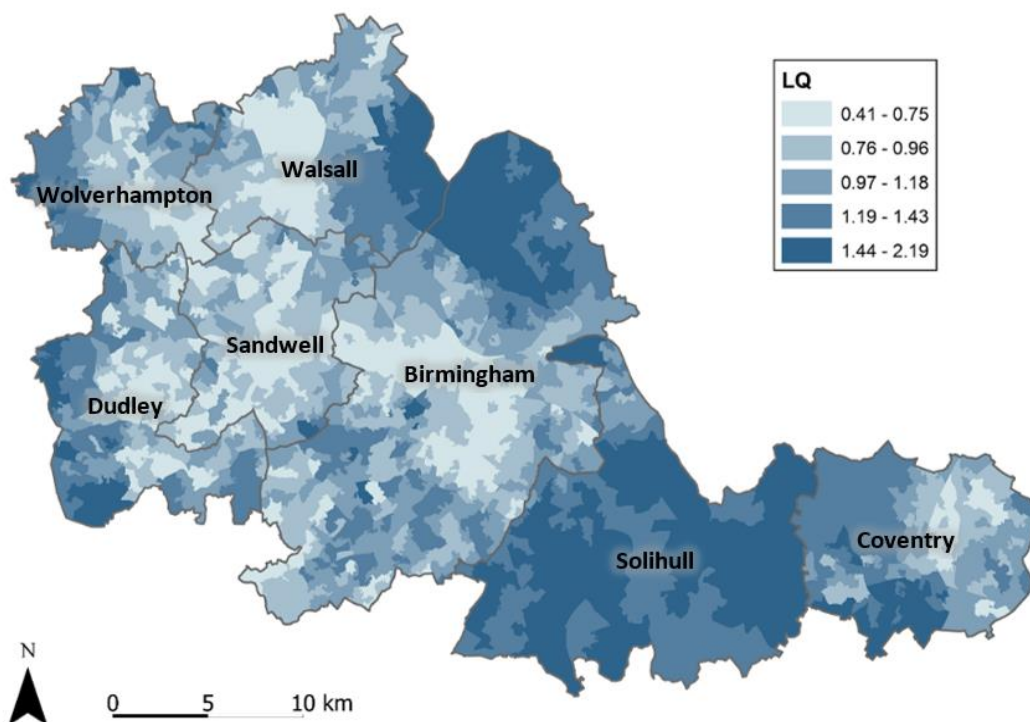 LQ
0.41 - 0.75
0.76 - 0.96
0.97 - 1.18
1.19 - 1.43
1.44 - 2.19
Walsall
Wolverhampton
Sandwell
Birmingham
Dudley
Coventry
Solihull
N
0 5 10 km